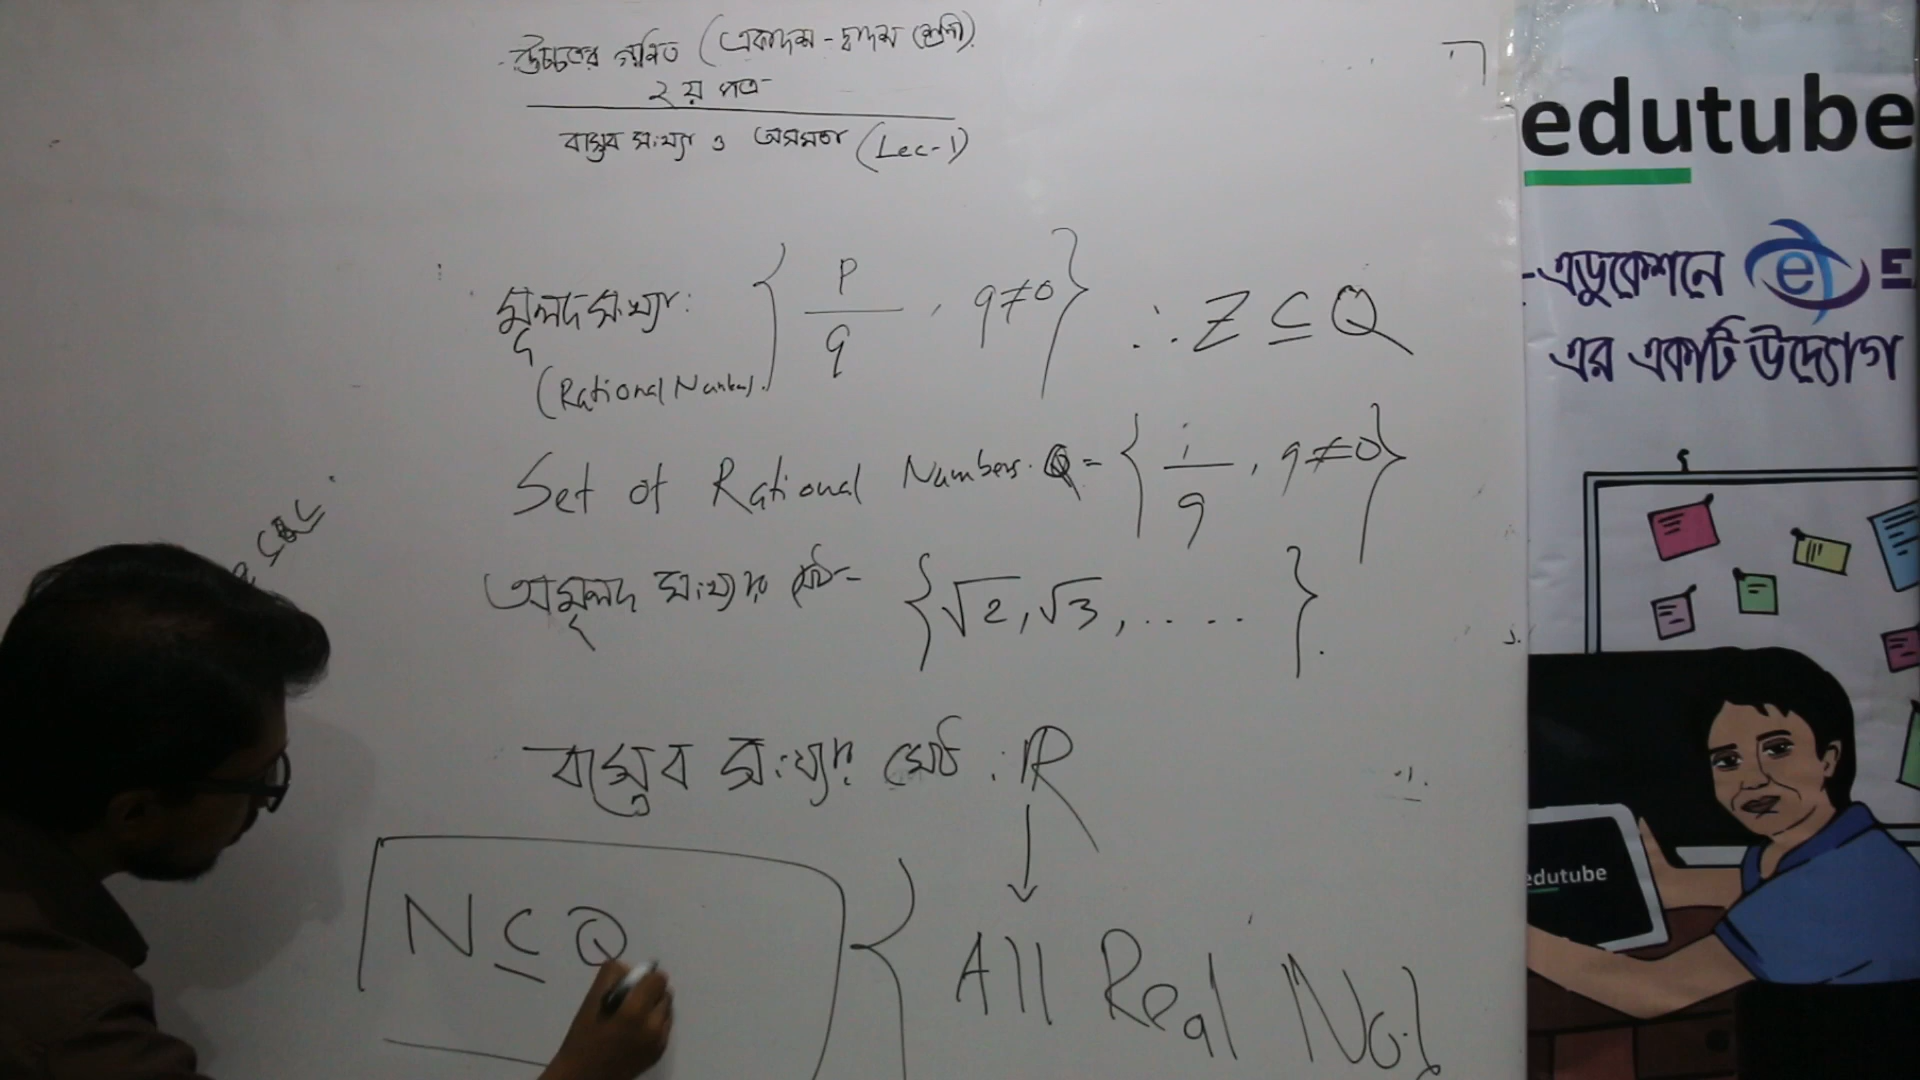 উচ্চতর গণিত (একাদশ - দ্বাদশ শ্রেণী).
২য় পত্র
বাস্তব সংখ্যা ও অসমতা (Lec-1)
মূলদ সংখ্যা: { p/q , q≠0 } ∴ Z ⊆ Q
(Rational Number).
Set of Rational Numbers. Q = { i/q , q≠0 }
অমূলদ সংখ্যার সেট- { √2, √3, ..... }.
বাস্তব সংখ্যার সেট : R
N ⊆ Q
{ All Real No. }
edutube
-এডুকেশনে e E
এর একটি উদ্যোগ
edutube